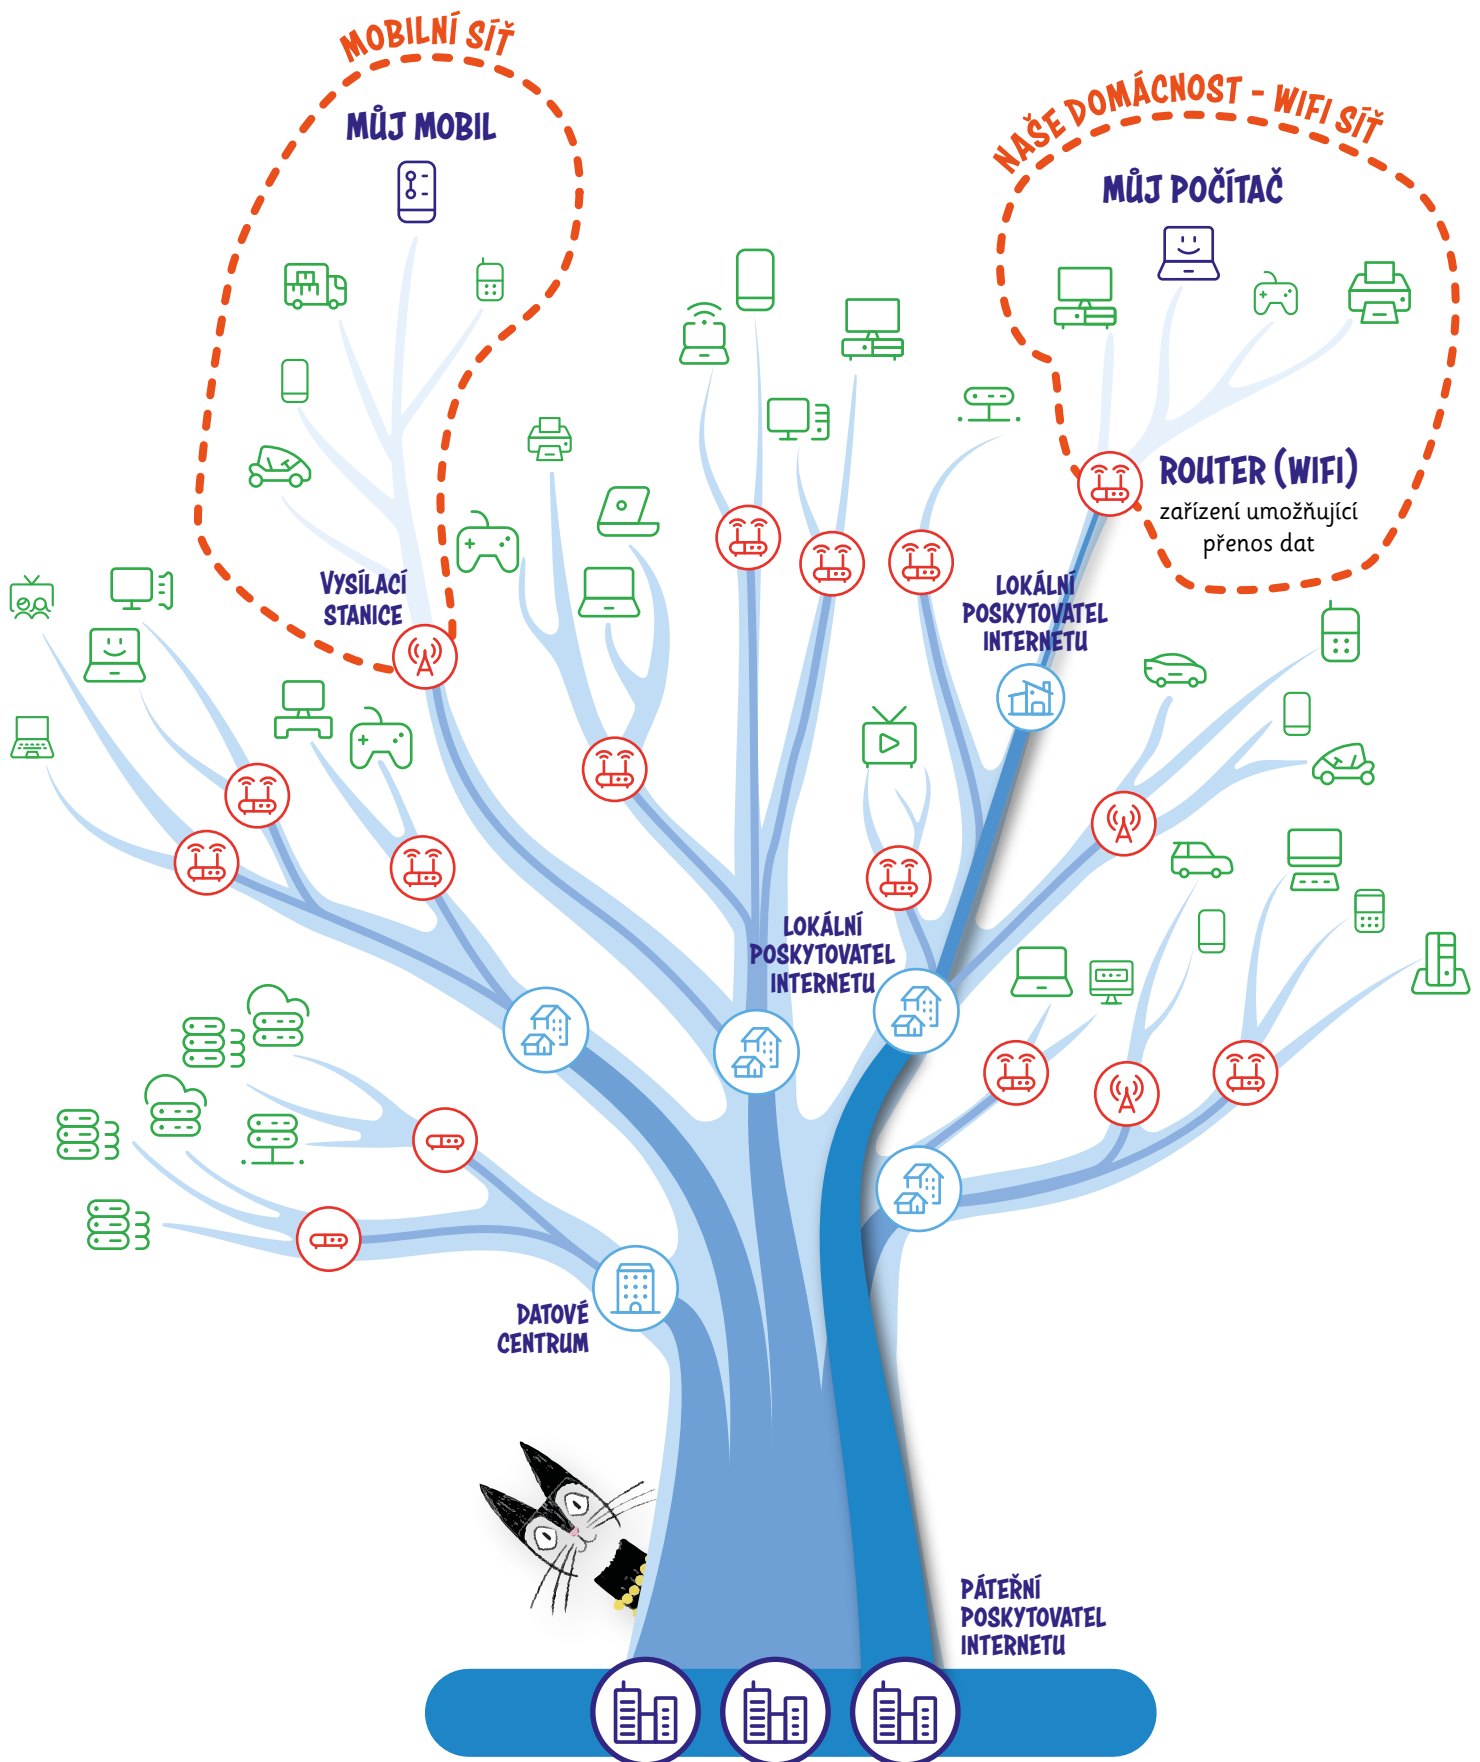 MOBILNÍ SÍŤ
MŮJ MOBIL
NAŠE DOMÁCNOST - WIFI SÍŤ
MŮJ POČÍTAČ
ROUTER (WIFI)
zařízení umožňující
přenos dat
VYSÍLACÍ
STANICE
LOKÁLNÍ
POSKYTOVATEL
INTERNETU
LOKÁLNÍ
POSKYTOVATEL
INTERNETU
DATOVÉ
CENTRUM
PÁTEŘNÍ
POSKYTOVATEL
INTERNETU